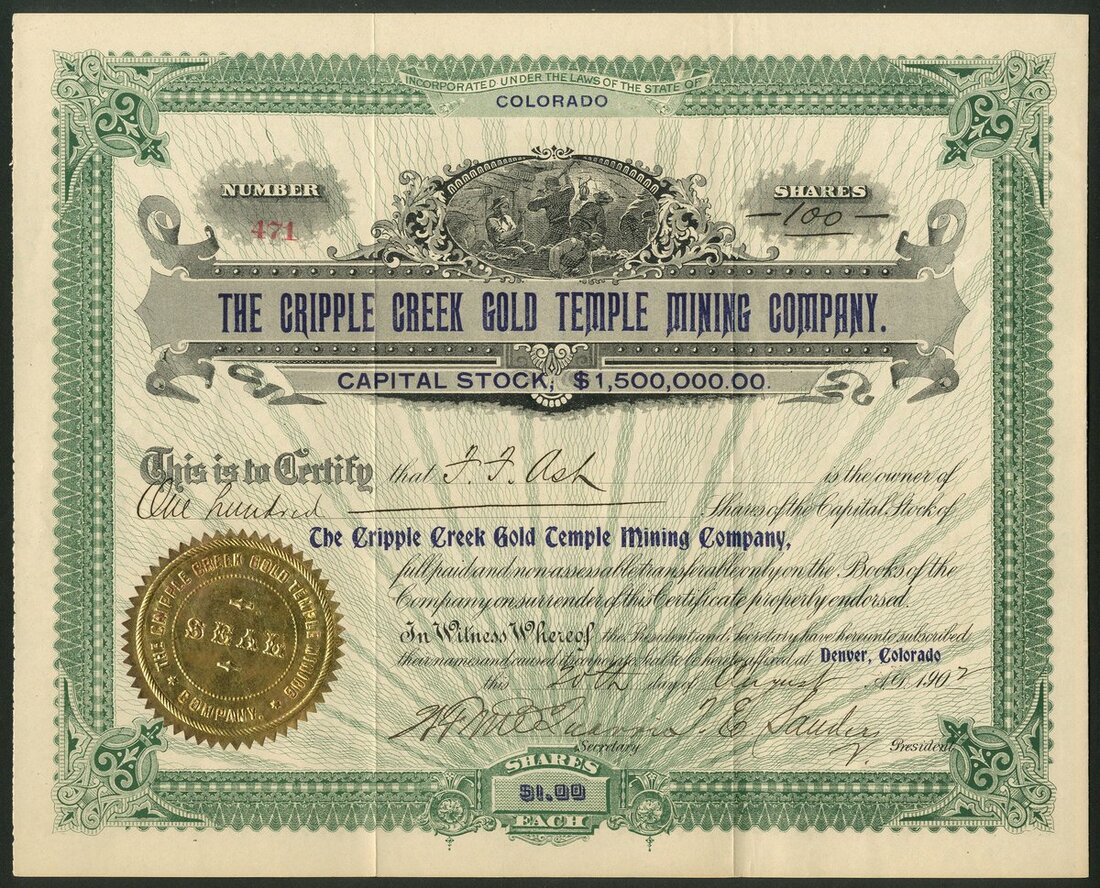 INCORPORATED UNDER THE LAWS OF THE STATE OF
COLORADO
NUMBER
471
SHARES
—100—
THE CRIPPLE CREEK GOLD TEMPLE MINING COMPANY.
CAPITAL STOCK, $1,500,000.00.
This is to Certify that F. F. Ash is the owner of
One hundred Shares of the Capital Stock of
The Cripple Creek Gold Temple Mining Company,
full paid and non-assessable transferable only on the Books of the
Company on surrender of this Certificate properly endorsed.
In Witness Whereof the President and Secretary have hereunto subscribed
their names and caused its corporate seal to be hereto affixed at Denver, Colorado
this 20th day of August A.D. 1902
T. E. Sauders
Secretary
President
THE CRIPPLE CREEK GOLD TEMPLE MINING COMPANY.
SEAL
SHARES
$1.00
EACH